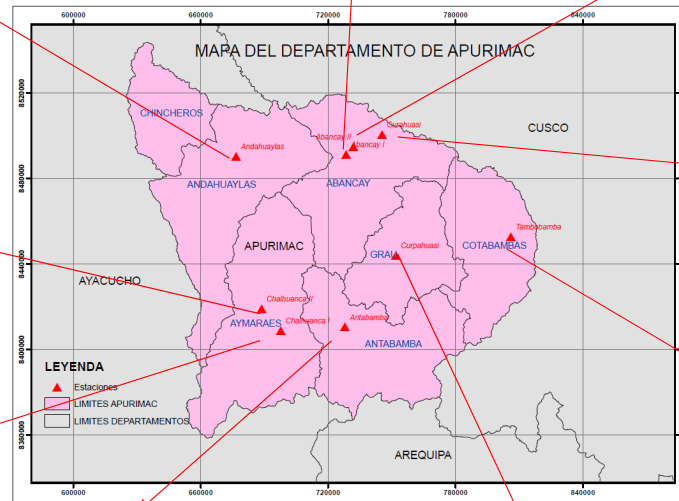 600000 660000 720000 780000 840000
MAPA DEL DEPARTAMENTO DE APURIMAC
8520000
CHINCHEROS
Curahuasi
CUSCO
Abancay II
Abancay I
Andahuaylas
8480000
ANDAHUAYLAS
ABANCAY
Tambobamba
APURIMAC
Curpahuasi
GRAU
COTABAMBAS
8440000
AYACUCHO
Chalhuanca II
Chalhuanca I
Antabamba
AYMARAES
ANTABAMBA
8400000
LEYENDA
Estaciones
LIMITES APURIMAC
LIMITES DEPARTAMENTOS
8360000
AREQUIPA
600000 660000 720000 780000 840000